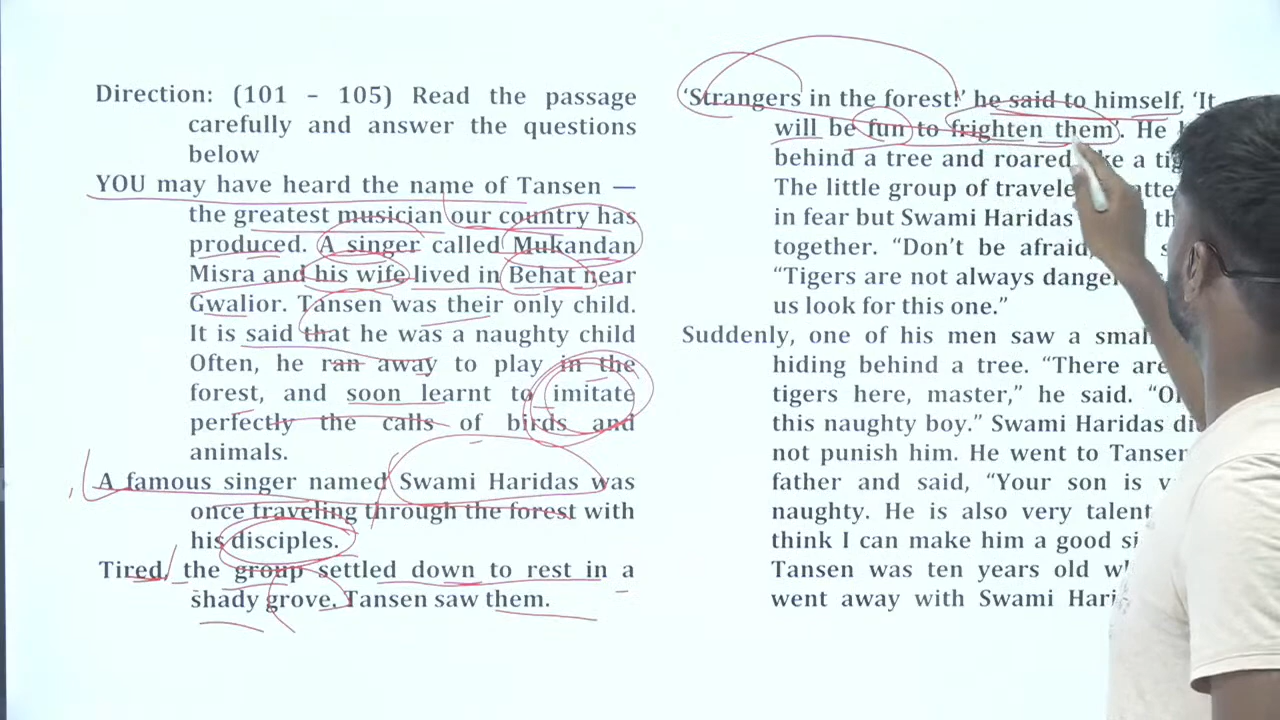 Direction: (101 – 105) Read the passage
carefully and answer the questions
below
YOU may have heard the name of Tansen —
the greatest musician our country has
produced. A singer called Mukandan
Misra and his wife lived in Behat near
Gwalior. Tansen was their only child.
It is said that he was a naughty child
Often, he ran away to play in the
forest, and soon learnt to imitate
perfectly the calls of birds and
animals.
A famous singer named Swami Haridas was
once traveling through the forest with
his disciples.
Tired, the group settled down to rest in a
shady grove. Tansen saw them.
‘Strangers in the forest!’ he said to himself. ‘It
will be fun to frighten them’. He
behind a tree and roared a
The little group of
in fear but Swami Haridas
together. “Don’t be afraid,
“Tigers are not always
us look for this one.”
Suddenly, one of his men saw a
hiding behind a tree. “There are
tigers here, master,” he said.
this naughty boy.” Swami Haridas
not punish him. He went to
father and said, “Your son is
naughty. He is also very
think I can make him a good
Tansen was ten years old
went away with Swami